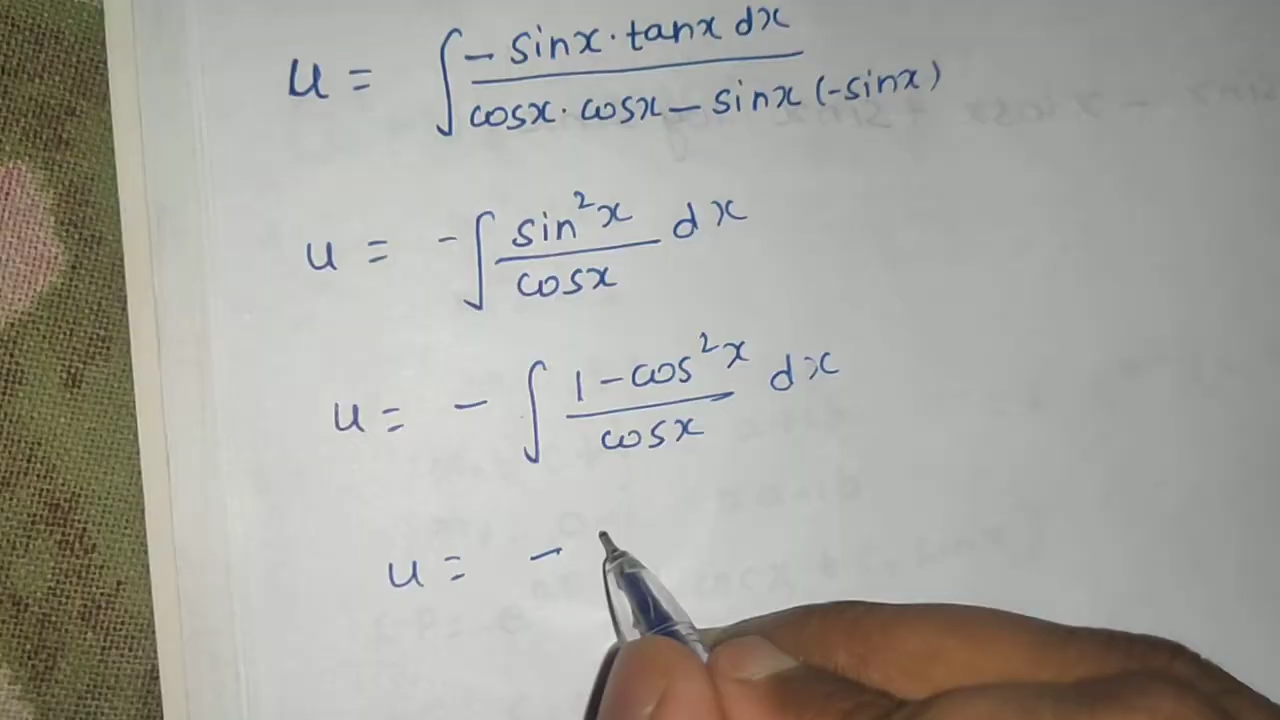 u = ∫ -sinx·tanx dx / cosx·cosx - sinx(-sinx)
u = -∫ sin²x / cosx dx
u = -∫ 1-cos²x / cosx dx
u = -